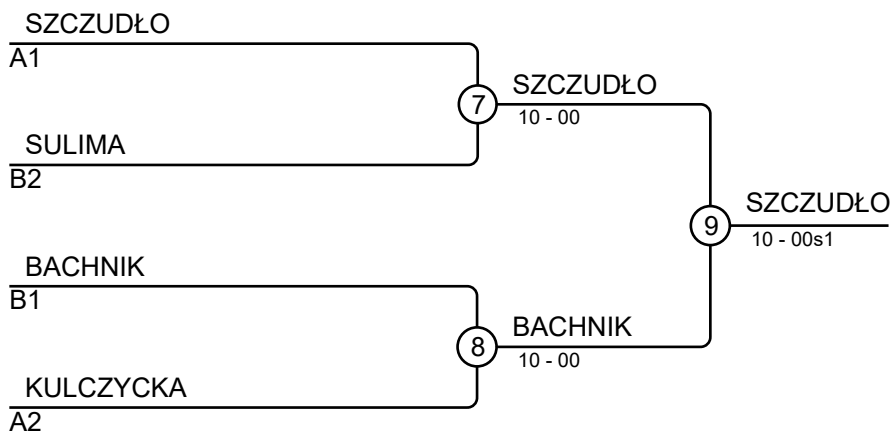 SZCZUDŁO
A1
7
SZCZUDŁO
10 - 00
SULIMA
B2
9
SZCZUDŁO
10 - 00s1
BACHNIK
B1
8
BACHNIK
10 - 00
KULCZYCKA
A2